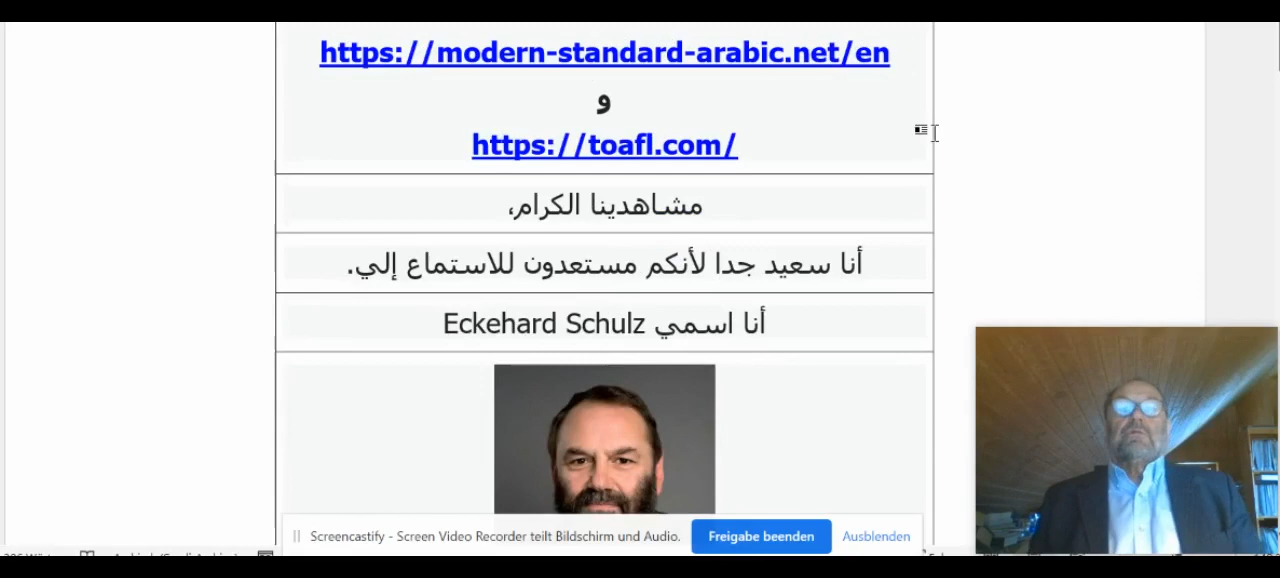 https://modern-standard-arabic.net/en
و
https://toafl.com/
مشاهدينا الكرام،
أنا سعيد جدا لأنكم مستعدون للاستماع إلي.
أنا اسمي Eckehard Schulz
Screencastify - Screen Video Recorder teilt Bildschirm und Audio.
Freigabe beenden
Ausblenden